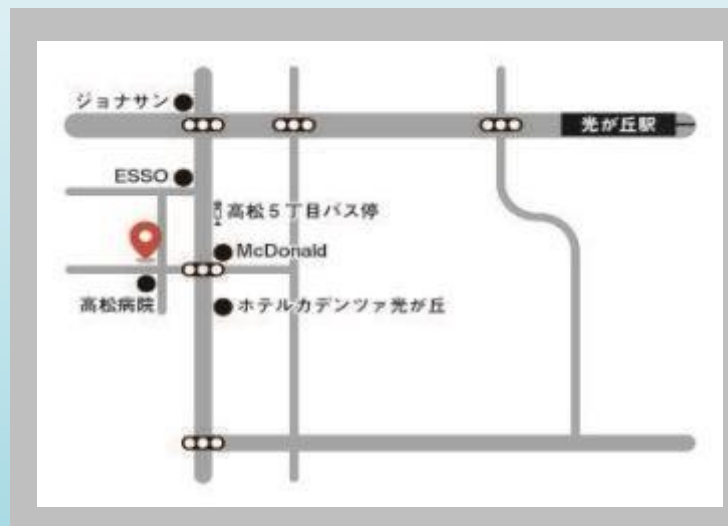 ジョナサン
光が丘駅
ESSO
高松5丁目バス停
McDonald
高松病院
ホテルカデンツァ光が丘